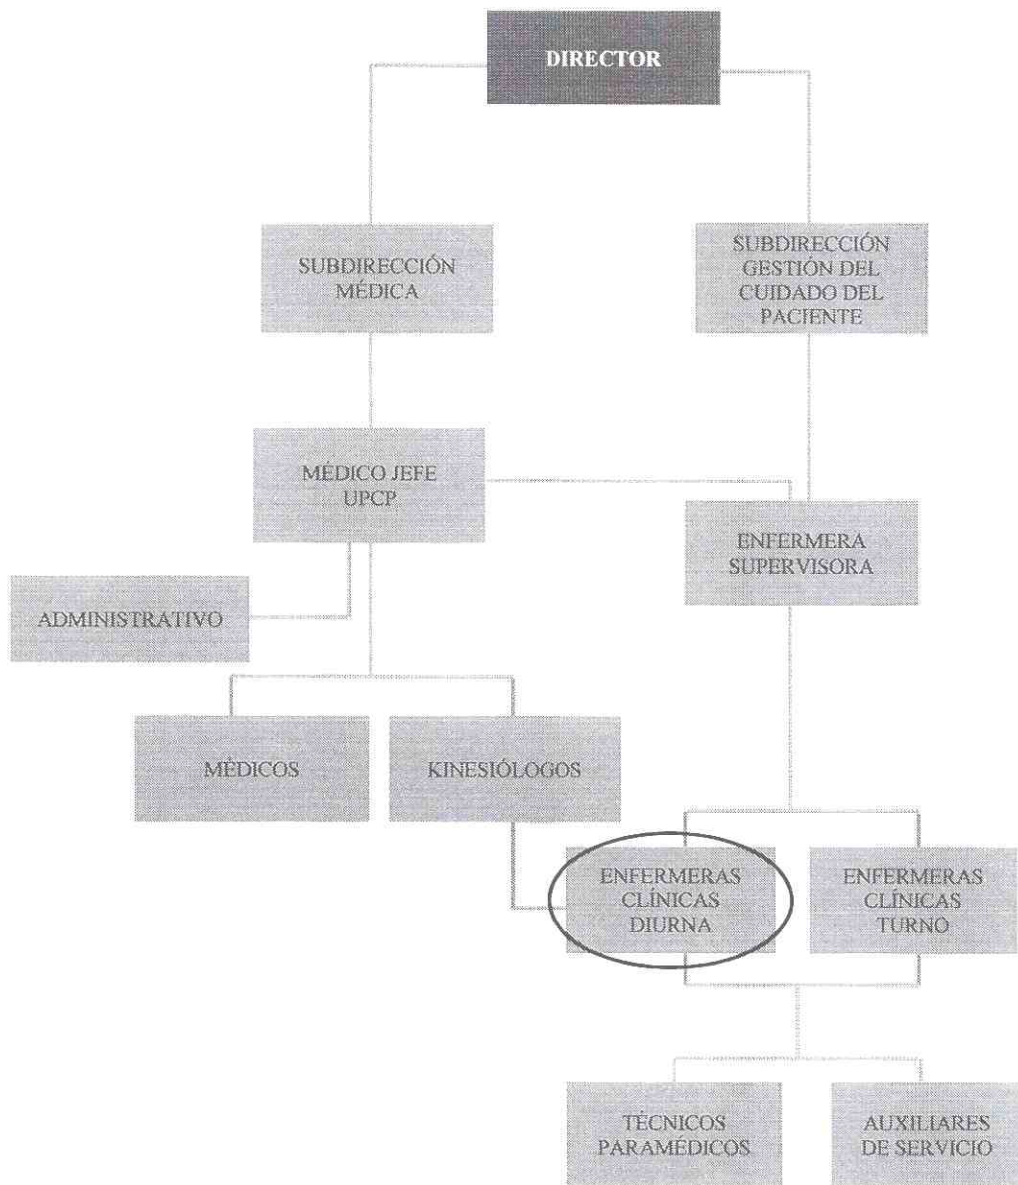 DIRECTOR
SUBDIRECCIÓN
MÉDICA
SUBDIRECCIÓN
GESTIÓN DEL
CUIDADO DEL
PACIENTE
MÉDICO JEFE
UPCP
ENFERMERA
SUPERVISORA
ADMINISTRATIVO
MÉDICOS
KINESIÓLOGOS
ENFERMERAS
CLÍNICAS
DIURNA
ENFERMERAS
CLÍNICAS
TURNO
TÉCNICOS
PARAMÉDICOS
AUXILIARES
DE SERVICIO